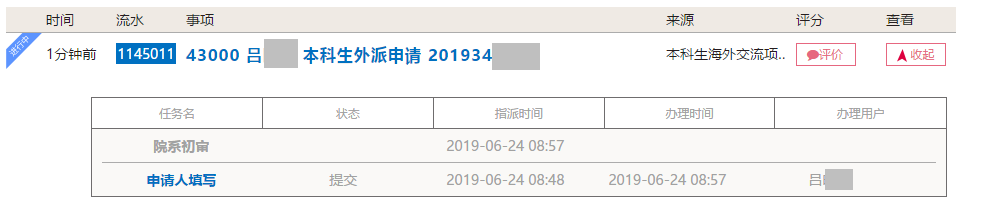 时间 流水 事项 来源 评分 查看
进行中 1分钟前 1145011 43000 吕 本科生外派申请 201934 本科生海外交流项.. 评价 收起
任务名 状态 指派时间 办理时间 办理用户
院系初审 2019-06-24 08:57
申请人填写 提交 2019-06-24 08:48 2019-06-24 08:57 吕